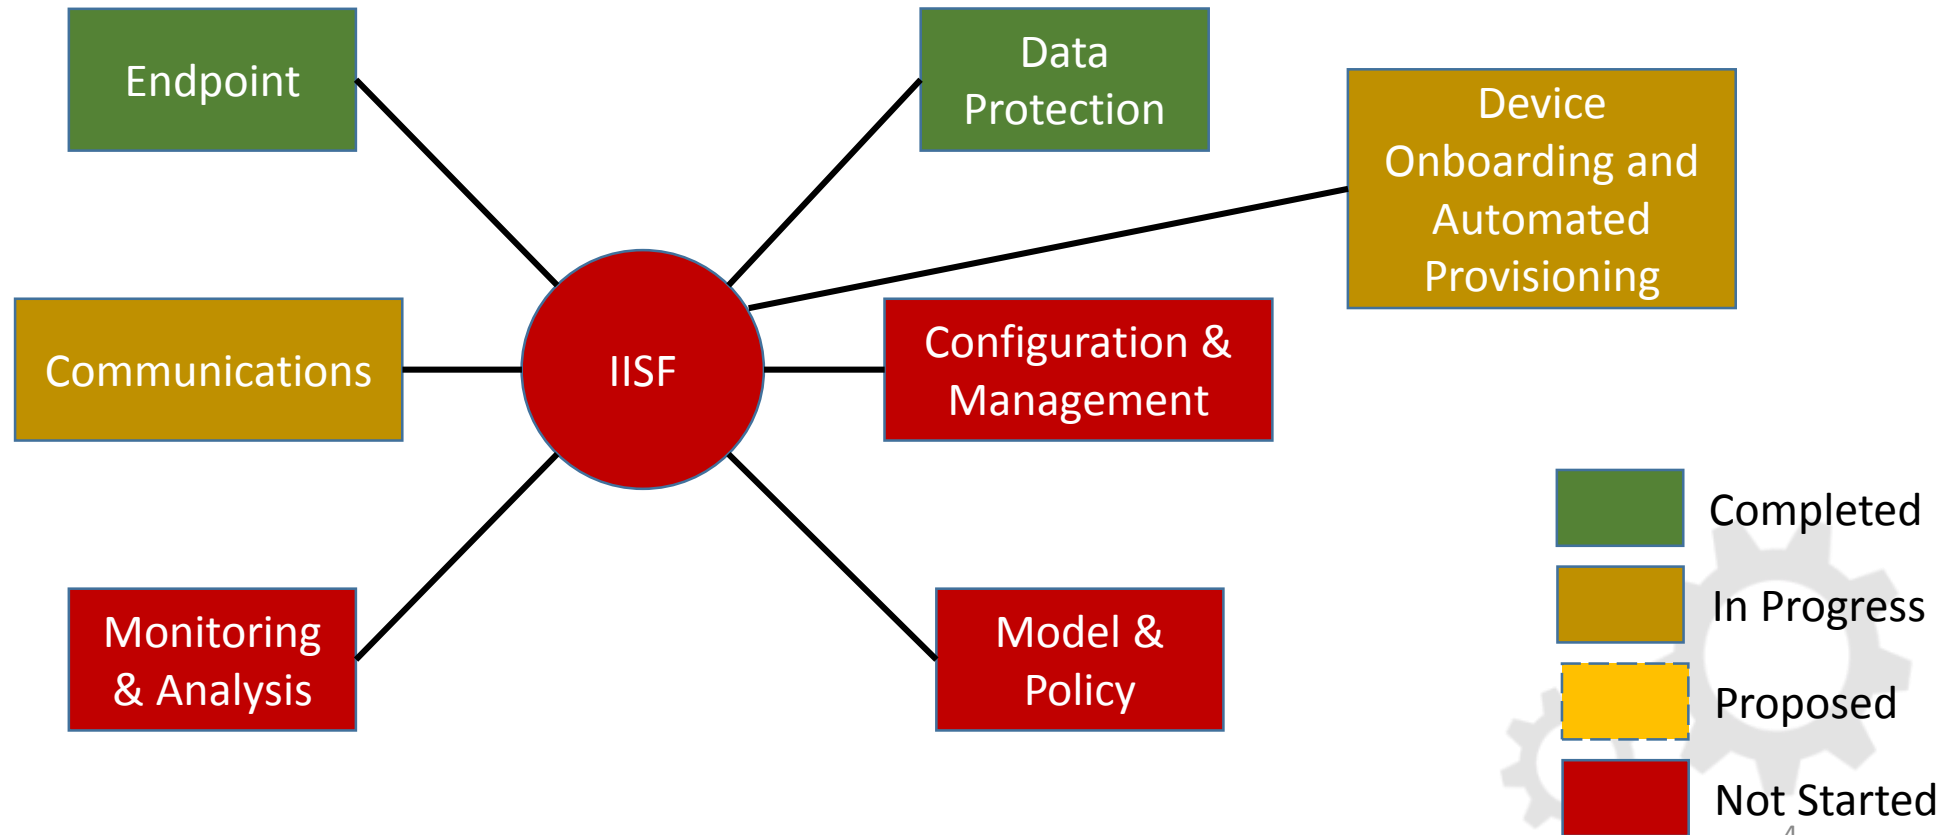 Endpoint
Data
Protection
Device
Onboarding and
Automated
Provisioning
Communications
IISF
Configuration &
Management
Monitoring
& Analysis
Model &
Policy
Completed
In Progress
Proposed
Not Started